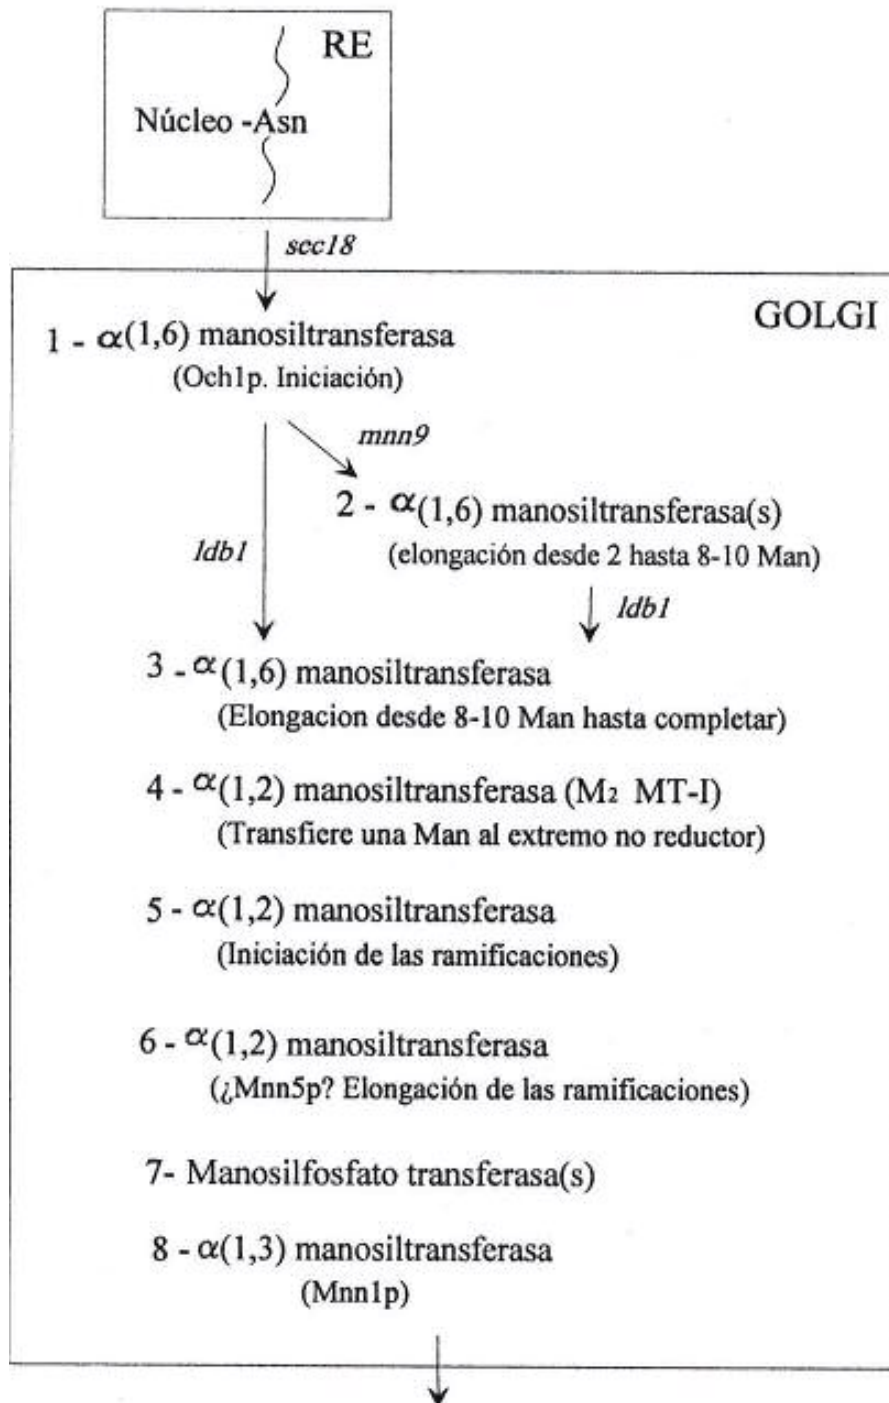 RE
Núcleo -Asn
sec18
GOLGI
1 - α(1,6) manosiltransferasa
(Och1p. Iniciación)
mnn9
2 - α(1,6) manosiltransferasa(s)
(elongación desde 2 hasta 8-10 Man)
ldb1
ldb1
3 - α(1,6) manosiltransferasa
(Elongacion desde 8-10 Man hasta completar)
4 - α(1,2) manosiltransferasa (M₂ MT-I)
(Transfiere una Man al extremo no reductor)
5 - α(1,2) manosiltransferasa
(Iniciación de las ramificaciones)
6 - α(1,2) manosiltransferasa
(¿Mnn5p? Elongación de las ramificaciones)
7- Manosilfosfato transferasa(s)
8 - α(1,3) manosiltransferasa
(Mnn1p)